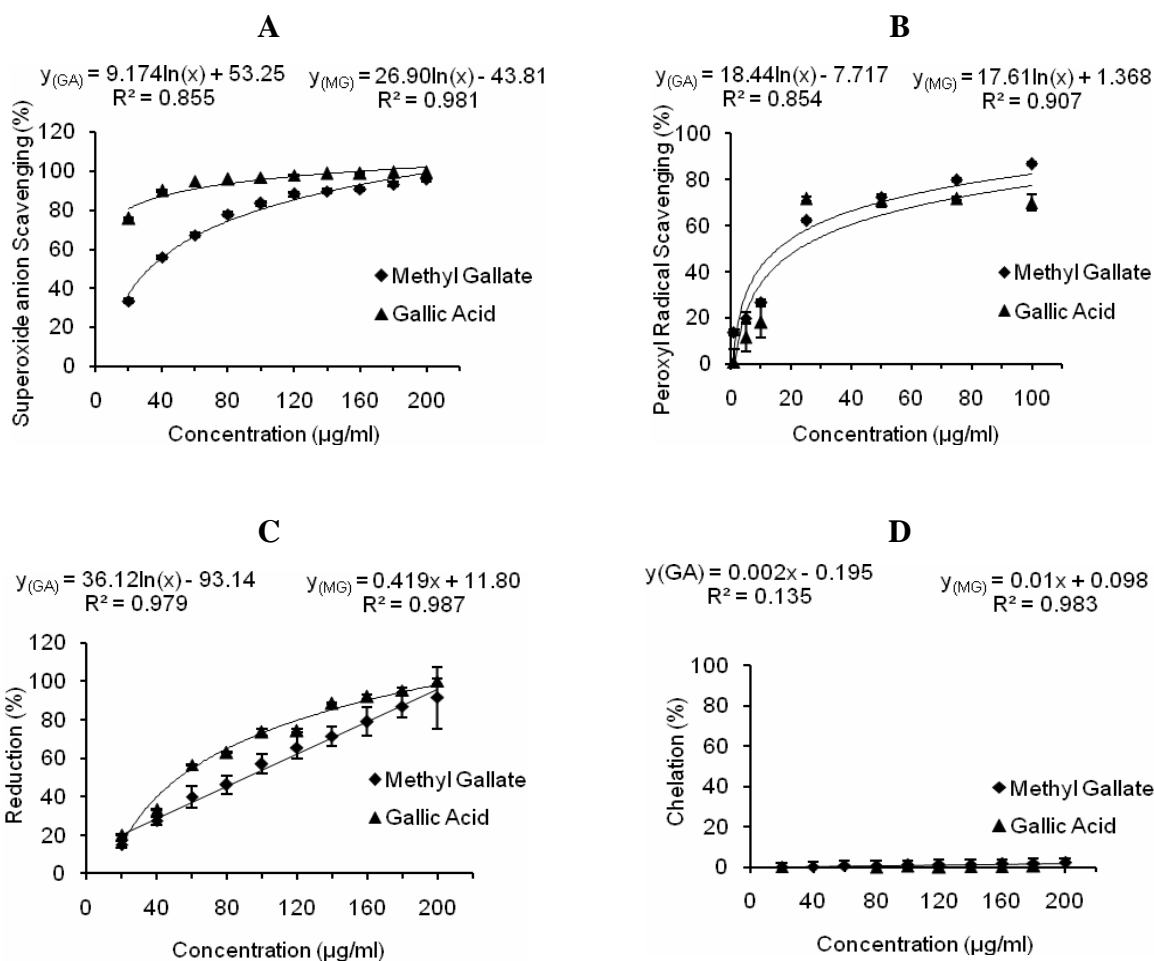 A
y(GA) = 9.174ln(x) + 53.25
R² = 0.855
y(MG) = 26.90ln(x) - 43.81
R² = 0.981
Superoxide anion Scavenging (%)
120
100
80
60
40
20
0
Methyl Gallate
Gallic Acid
0 40 80 120 160 200
Concentration (µg/ml)
B
y(GA) = 18.44ln(x) - 7.717
R² = 0.854
y(MG) = 17.61ln(x) + 1.368
R² = 0.907
Peroxyl Radical Scavenging (%)
100
80
60
40
20
0
Methyl Gallate
Gallic Acid
0 20 40 60 80 100
Concentration (µg/ml)
C
y(GA) = 36.12ln(x) - 93.14
R² = 0.979
y(MG) = 0.419x + 11.80
R² = 0.987
Reduction (%)
120
100
80
60
40
20
0
Methyl Gallate
Gallic Acid
0 40 80 120 160 200
Concentration (µg/ml)
D
y(GA) = 0.002x - 0.195
R² = 0.135
y(MG) = 0.01x + 0.098
R² = 0.983
Chelation (%)
100
80
60
40
20
0
Methyl Gallate
Gallic Acid
0 40 80 120 160 200
Concentration (µg/ml)